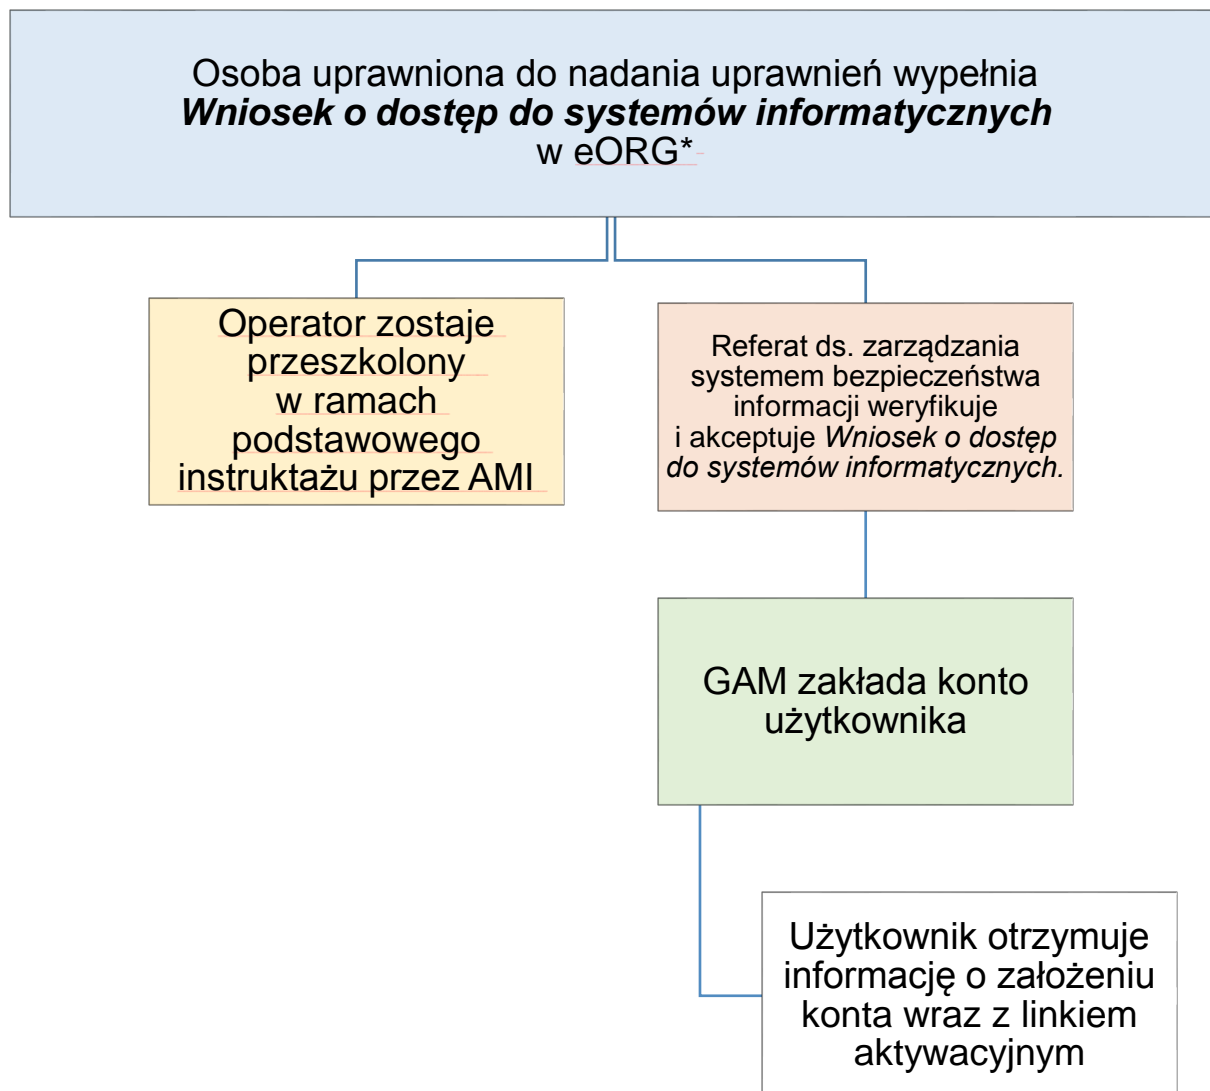 Osoba uprawniona do nadania uprawnień wypełnia
Wniosek o dostęp do systemów informatycznych
w eORG*
Operator zostaje
przeszkolony
w ramach
podstawowego
instruktażu przez AMI
Referat ds. zarządzania
systemem bezpieczeństwa
informacji weryfikuje
i akceptuje Wniosek o dostęp
do systemów informatycznych.
GAM zakłada konto
użytkownika
Użytkownik otrzymuje
informację o założeniu
konta wraz z linkiem
aktywacyjnym